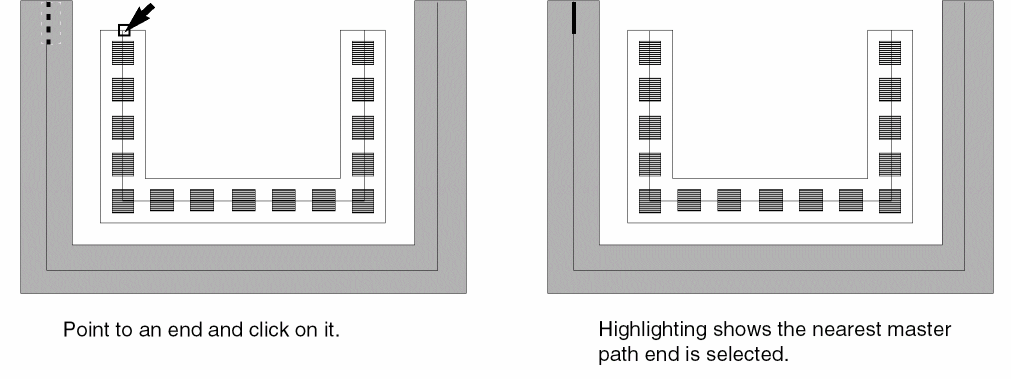 Point to an end and click on it.
Highlighting shows the nearest master
path end is selected.